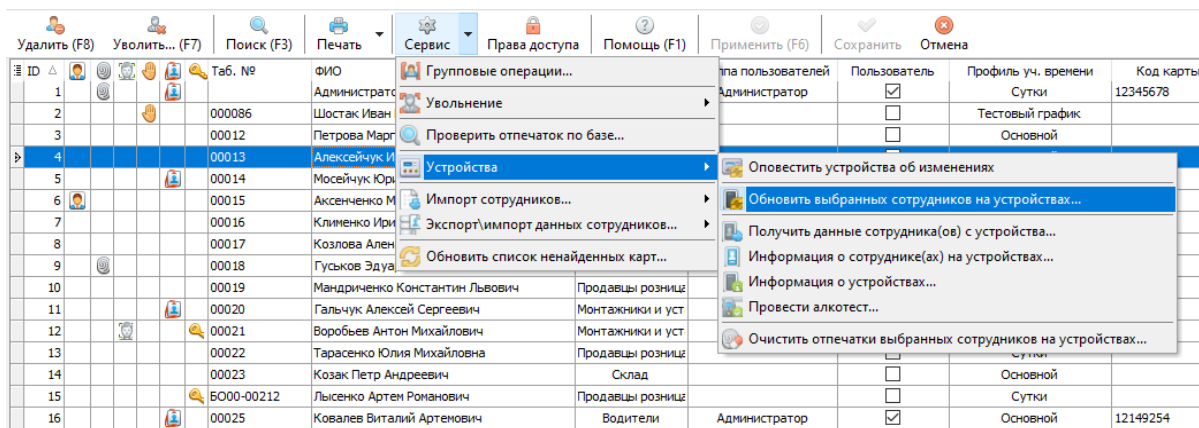 Удалить (F8) Уволить... (F7) Поиск (F3) Печать Сервис Права доступа Помощь (F1) Применить (F6) Сохранить Отмена
ID Таб. № ФИО ппа пользователей Пользователь Профиль уч. времени Код карты
1 Администрато Администратор Сутки 12345678
2 000086 Шостак Иван Тестовый график
3 00012 Петрова Марг Основной
4 00013 Алексейчук И
5 00014 Мосейчук Юри
6 00015 Аксенченко М
7 00016 Клименко Ири
8 00017 Козлова Ален
9 00018 Гуськов Эдуа
10 00019 Мандриченко Константин Львович Продавцы розница
11 00020 Гальчук Алексей Сергеевич Монтажники и уст
12 00021 Воробьев Антон Михайлович Монтажники и уст
13 00022 Тарасенко Юлия Михайловна Продавцы розница Сутки
14 00023 Козак Петр Андреевич Склад Основной
15 БО00-00212 Лысенко Артем Романович Продавцы розница Сутки
16 00025 Ковалев Виталий Артемович Водители Администратор Основной 12149254
Групповые операции...
Увольнение
Проверить отпечаток по базе...
Устройства
Импорт сотрудников...
Экспорт\импорт данных сотрудников...
Обновить список ненайденных карт...
Оповестить устройства об изменениях
Обновить выбранных сотрудников на устройствах...
Получить данные сотрудника(ов) с устройства...
Информация о сотруднике(ах) на устройствах...
Информация о устройствах...
Провести алкотест...
Очистить отпечатки выбранных сотрудников на устройствах...